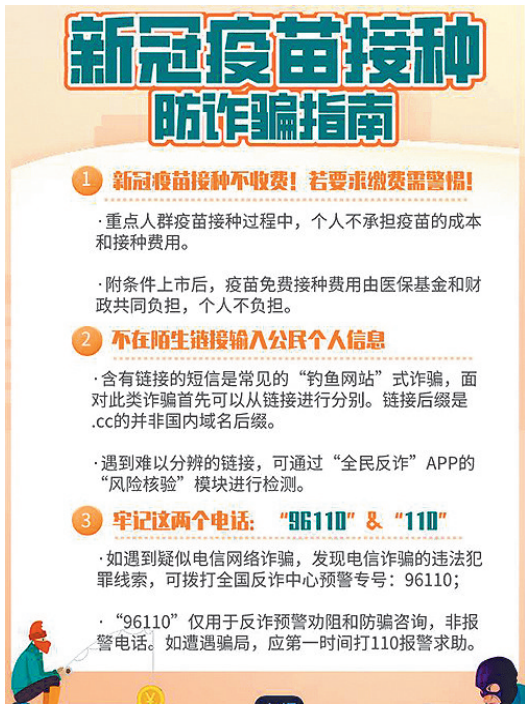 新冠疫苗接种
防诈骗指南
1 新冠疫苗接种不收费！若要求缴费需警惕！
·重点人群疫苗接种过程中，个人不承担疫苗的成本
和接种费用。
·附条件上市后，疫苗免费接种费用由医保基金和财
政共同负担，个人不负担。
2 不在陌生链接输入公民个人信息
·含有链接的短信是常见的“钓鱼网站”式诈骗，面
对此类诈骗首先可以从链接进行分别。链接后缀是
.cc的并非国内域名后缀。
·遇到难以分辨的链接，可通过“全民反诈”APP的
“风险核验”模块进行检测。
3 牢记这两个电话：“96110”&“110”
·如遇到疑似电信网络诈骗，发现电信诈骗的违法犯
罪线索，可拨打全国反诈中心预警专号：96110；
·“96110”仅用于反诈预警劝阻和防骗咨询，非报
警电话。如遭遇骗局，应第一时间打110报警求助。
¥